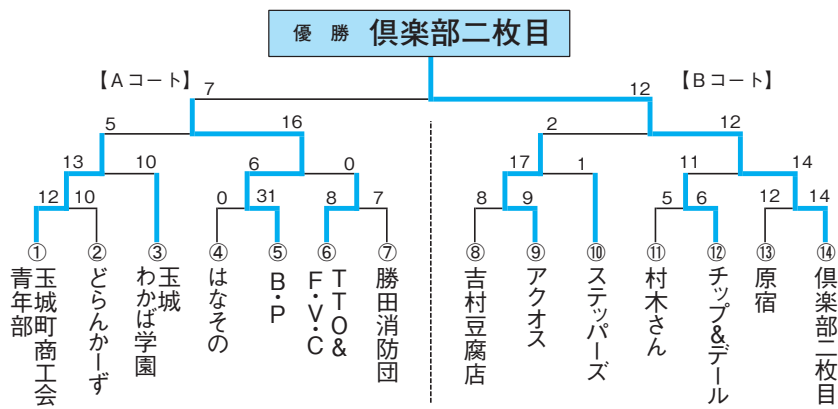 優勝 倶楽部二枚目
【Aコート】
【Bコート】
7
12
5
16
2
12
13
10
6
0
17
1
11
14
12
10
0
31
8
7
8
9
5
6
12
14
① 玉城町商工会
青年部
② どらんかーず
③ 玉城
わかば学園
④ はなその
⑤ B・P
⑥ TTO&
F・V・C
⑦ 勝田消防団
⑧ 吉村豆腐店
⑨ アクオス
⑩ ステッパーズ
⑪ 村木さん
⑫ チップ&デール
⑬ 原宿
⑭ 倶楽部二枚目